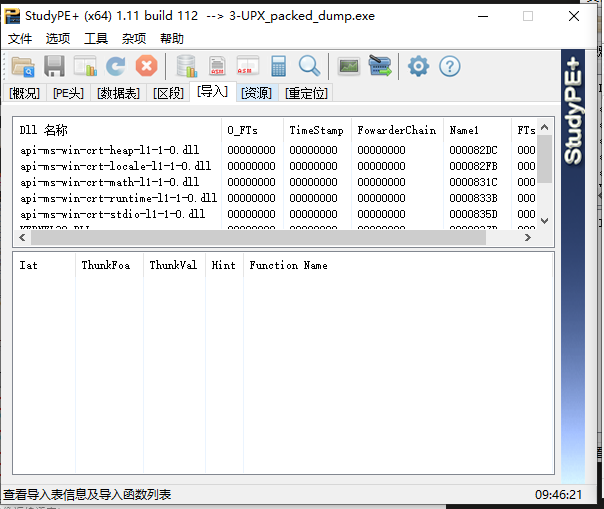 StudyPE+ (x64) 1.11 build 112 --> 3-UPX_packed_dump.exe
文件 选项 工具 杂项 帮助
ASM ASM
[概况] [PE头] [数据表] [区段] [导入] [资源] [重定位]
Dll 名称 O_FTs TimeStamp FowarderChain Name1 FTs
api-ms-win-crt-heap-l1-1-0.dll 00000000 00000000 00000000 000082DC 000
api-ms-win-crt-locale-l1-1-0.dll 00000000 00000000 00000000 000082FB 000
api-ms-win-crt-math-l1-1-0.dll 00000000 00000000 00000000 0000831C 000
api-ms-win-crt-runtime-l1-1-0.dll 00000000 00000000 00000000 0000833B 000
api-ms-win-crt-stdio-l1-1-0.dll 00000000 00000000 00000000 0000835D 000
Iat ThunkFoa ThunkVal Hint Function Name
StudyPE+
查看导入表信息及导入函数列表 09:46:21